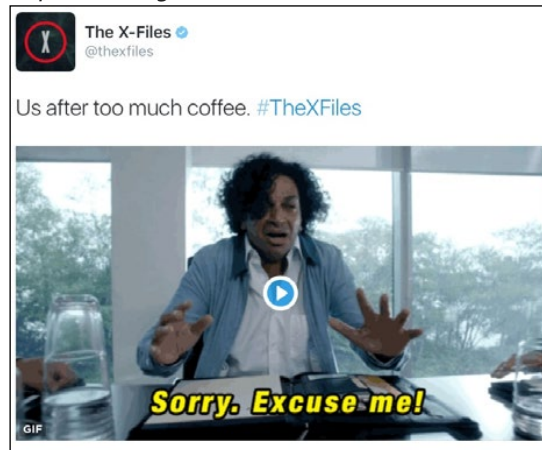 The X-Files
@thexfiles
Us after too much coffee. #TheXFiles
Sorry. Excuse me!
GIF